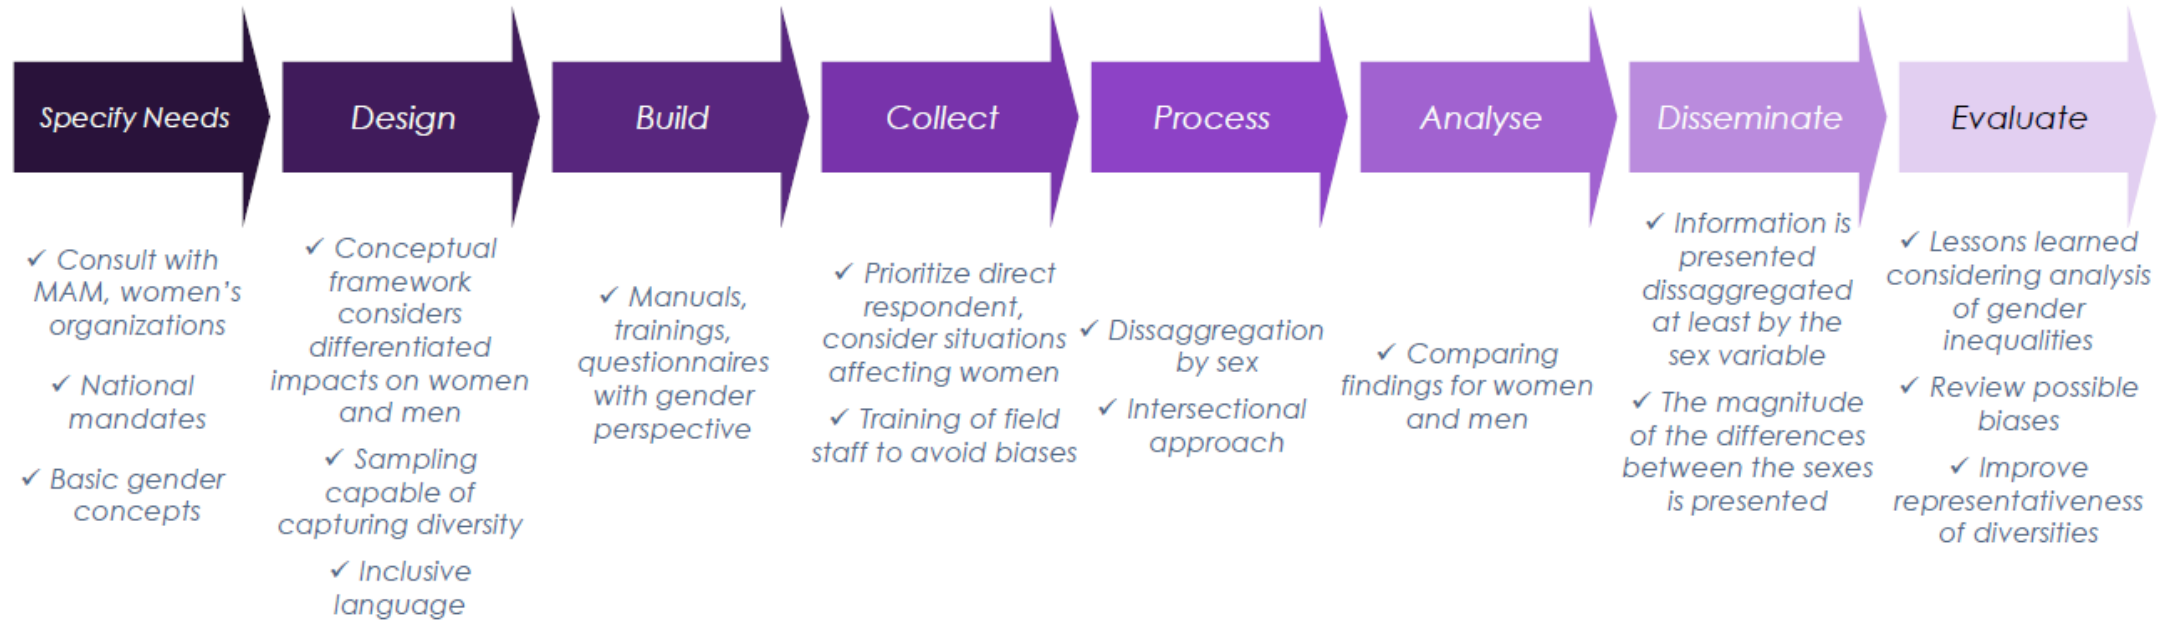 Specify Needs
✓ Consult with
MAM, women's
organizations
✓ National
mandates
✓ Basic gender
concepts
Design
✓ Conceptual
framework
considers
differentiated
impacts on women
and men
✓ Sampling
capable of
capturing diversity
✓ Inclusive
language
Build
✓ Manuals,
trainings,
questionnaires
with gender
perspective
Collect
✓ Prioritize direct
respondent,
consider situations
affecting women
✓ Training of field
staff to avoid biases
Process
✓ Dissaggregation
by sex
✓ Intersectional
approach
Analyse
✓ Comparing
findings for women
and men
Disseminate
✓ Information is
presented
dissaggregated
at least by the
sex variable
✓ The magnitude
of the differences
between the sexes
is presented
Evaluate
✓ Lessons learned
considering analysis
of gender
inequalities
✓ Review possible
biases
✓ Improve
representativeness
of diversities